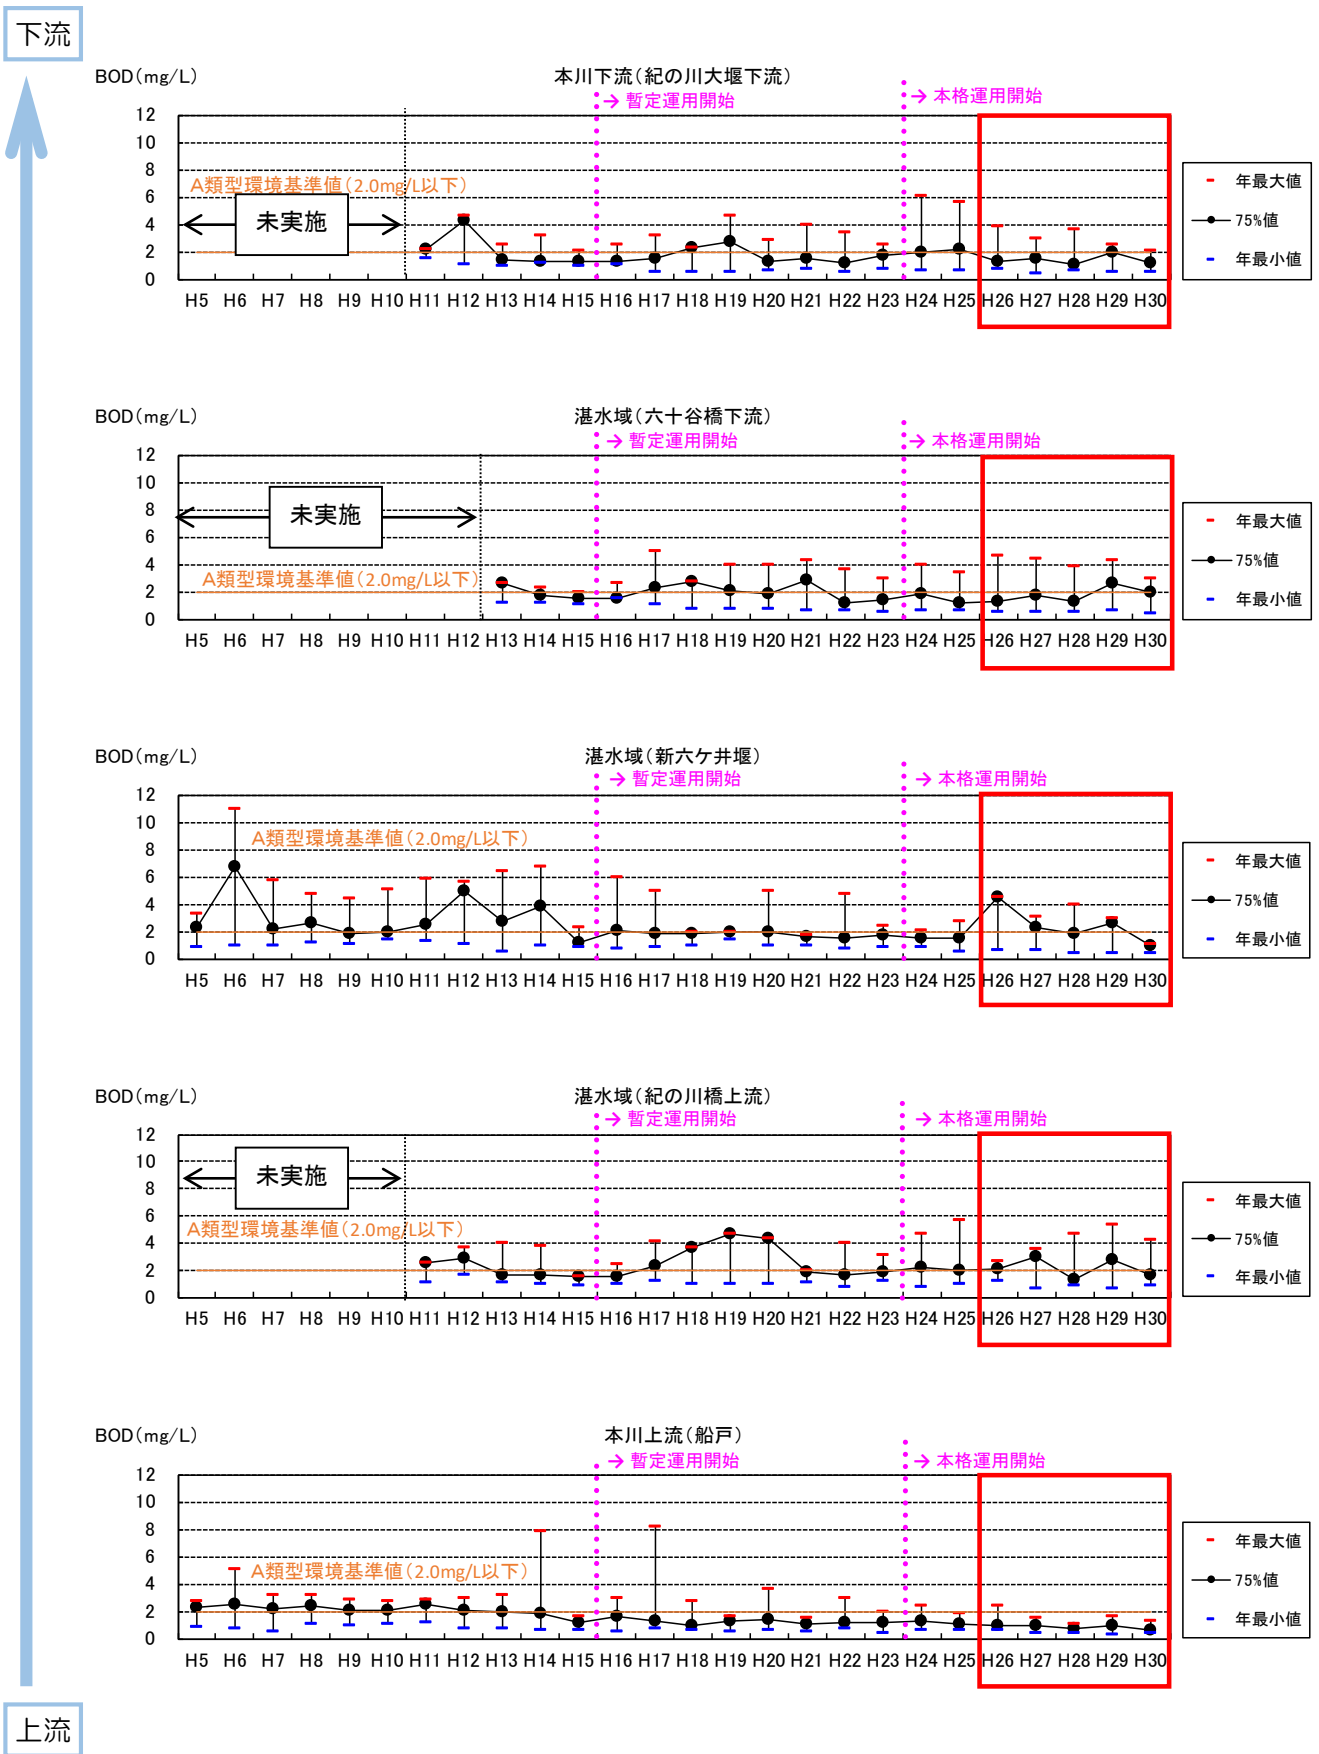 下流
BOD(mg/L)
本川下流(紀の川大堰下流)
→ 暫定運用開始
→ 本格運用開始
12
10
8
6
4
2
0
A類型環境基準値(2.0mg/L以下)
未実施
H5 H6 H7 H8 H9 H10 H11 H12 H13 H14 H15 H16 H17 H18 H19 H20 H21 H22 H23 H24 H25 H26 H27 H28 H29 H30
年最大値
75%値
年最小値
BOD(mg/L)
湛水域(六十谷橋下流)
→ 暫定運用開始
→ 本格運用開始
12
10
8
6
4
2
0
未実施
A類型環境基準値(2.0mg/L以下)
H5 H6 H7 H8 H9 H10 H11 H12 H13 H14 H15 H16 H17 H18 H19 H20 H21 H22 H23 H24 H25 H26 H27 H28 H29 H30
年最大値
75%値
年最小値
BOD(mg/L)
湛水域(新六ケ井堰)
→ 暫定運用開始
→ 本格運用開始
12
10
8
6
4
2
0
A類型環境基準値(2.0mg/L以下)
H5 H6 H7 H8 H9 H10 H11 H12 H13 H14 H15 H16 H17 H18 H19 H20 H21 H22 H23 H24 H25 H26 H27 H28 H29 H30
年最大値
75%値
年最小値
BOD(mg/L)
湛水域(紀の川橋上流)
→ 暫定運用開始
→ 本格運用開始
12
10
8
6
4
2
0
未実施
A類型環境基準値(2.0mg/L以下)
H5 H6 H7 H8 H9 H10 H11 H12 H13 H14 H15 H16 H17 H18 H19 H20 H21 H22 H23 H24 H25 H26 H27 H28 H29 H30
年最大値
75%値
年最小値
BOD(mg/L)
本川上流(船戸)
→ 暫定運用開始
→ 本格運用開始
12
10
8
6
4
2
0
A類型環境基準値(2.0mg/L以下)
H5 H6 H7 H8 H9 H10 H11 H12 H13 H14 H15 H16 H17 H18 H19 H20 H21 H22 H23 H24 H25 H26 H27 H28 H29 H30
年最大値
75%値
年最小値
上流